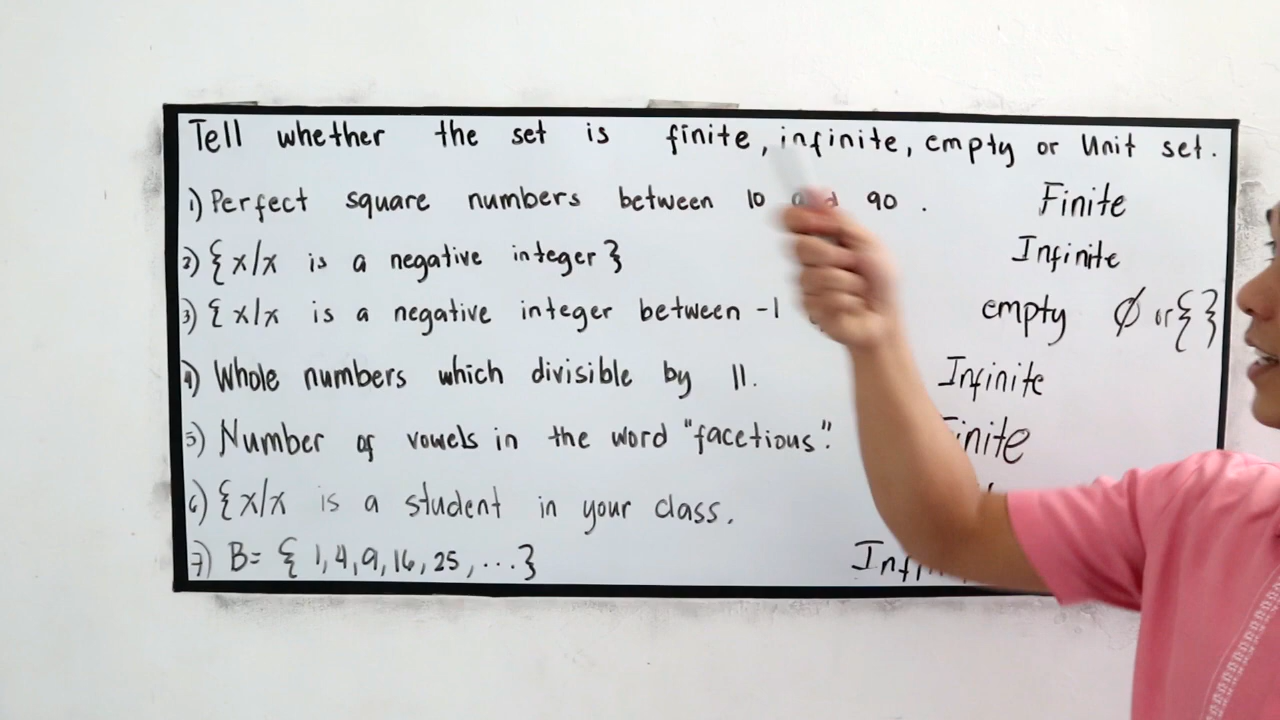 Tell whether the set is finite, infinite, empty or Unit set.
1) Perfect square numbers between 10 90 . Finite
2) {x/x is a negative integer} Infinite
3) {x/x is a negative integer between -1 empty ∅ or { }
4) Whole numbers which divisible by 11. Infinite
5) Number of vowels in the word "facetious". Finite
6) {x/x is a student in your class.
7) B= { 1, 4, 9, 16, 25, ...}